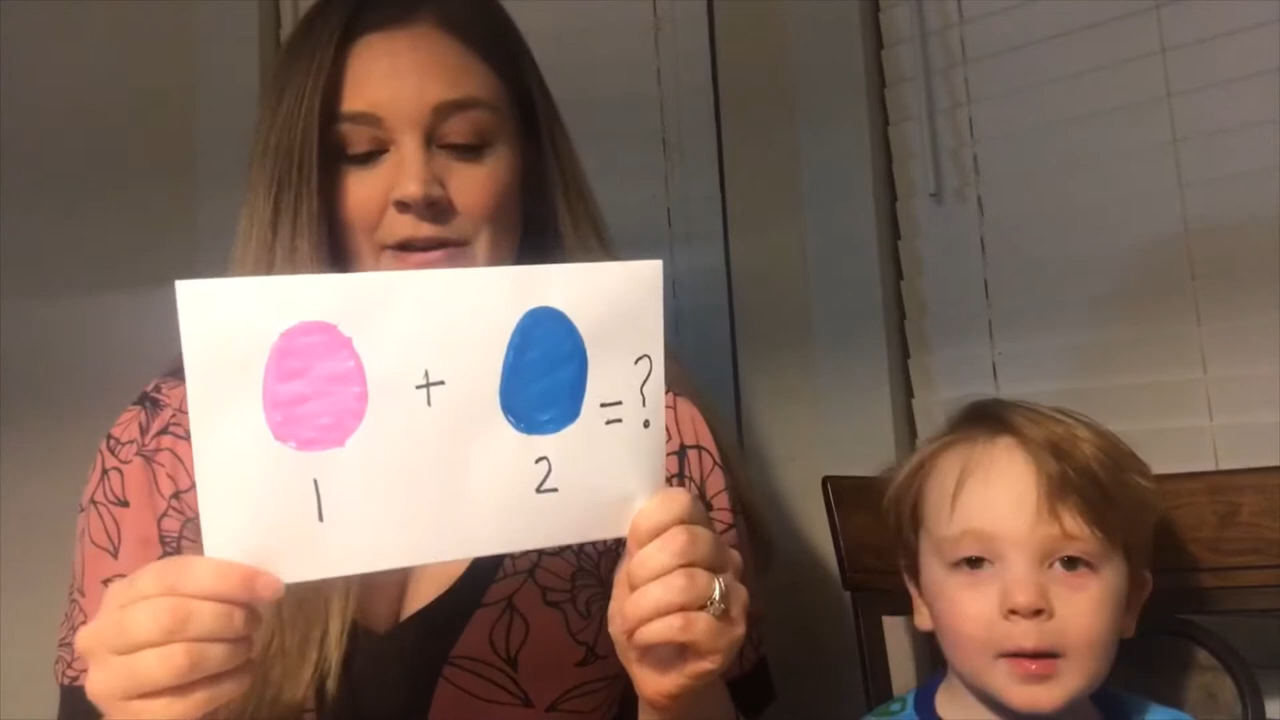 + = ?
1 2